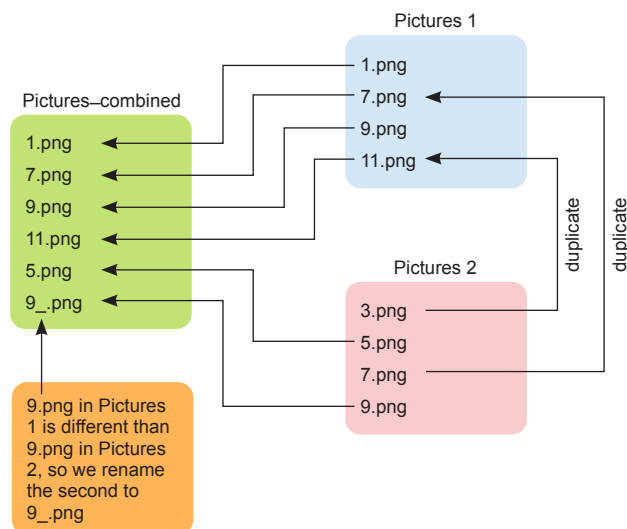 Pictures 1
1.png
7.png
9.png
11.png
Pictures–combined
1.png
7.png
9.png
11.png
5.png
9_.png
Pictures 2
3.png
5.png
7.png
9.png
duplicate
duplicate
9.png in Pictures
1 is different than
9.png in Pictures
2, so we rename
the second to
9_.png